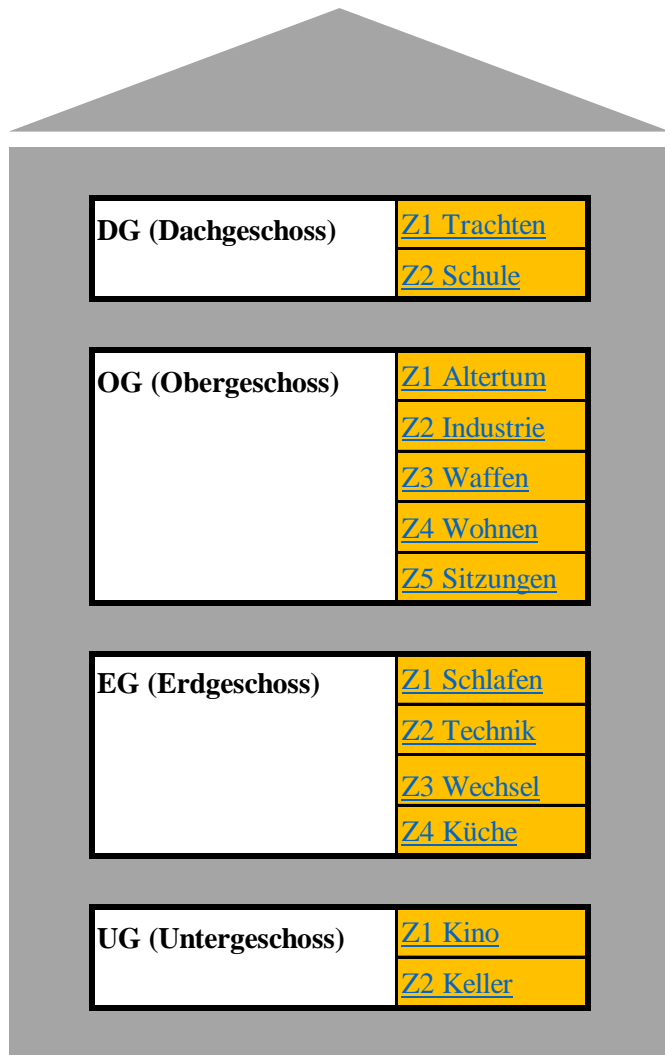 DG (Dachgeschoss)
Z1 Trachten
Z2 Schule
OG (Obergeschoss)
Z1 Altertum
Z2 Industrie
Z3 Waffen
Z4 Wohnen
Z5 Sitzungen
EG (Erdgeschoss)
Z1 Schlafen
Z2 Technik
Z3 Wechsel
Z4 Küche
UG (Untergeschoss)
Z1 Kino
Z2 Keller